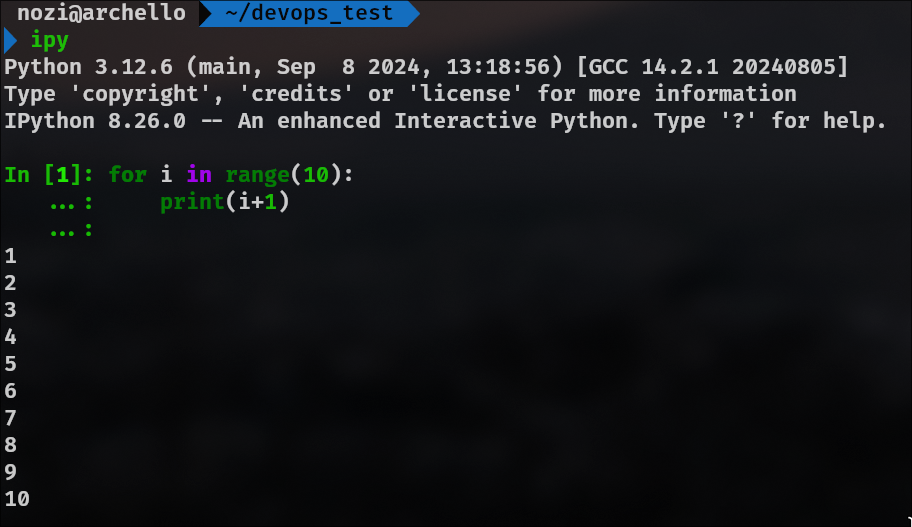 nozi@archello ~/devops_test
ipy
Python 3.12.6 (main, Sep  8 2024, 13:18:56) [GCC 14.2.1 20240805]
Type 'copyright', 'credits' or 'license' for more information
IPython 8.26.0 -- An enhanced Interactive Python. Type '?' for help.

In [1]: for i in range(10):
   ...:     print(i+1)
   ...:
1
2
3
4
5
6
7
8
9
10